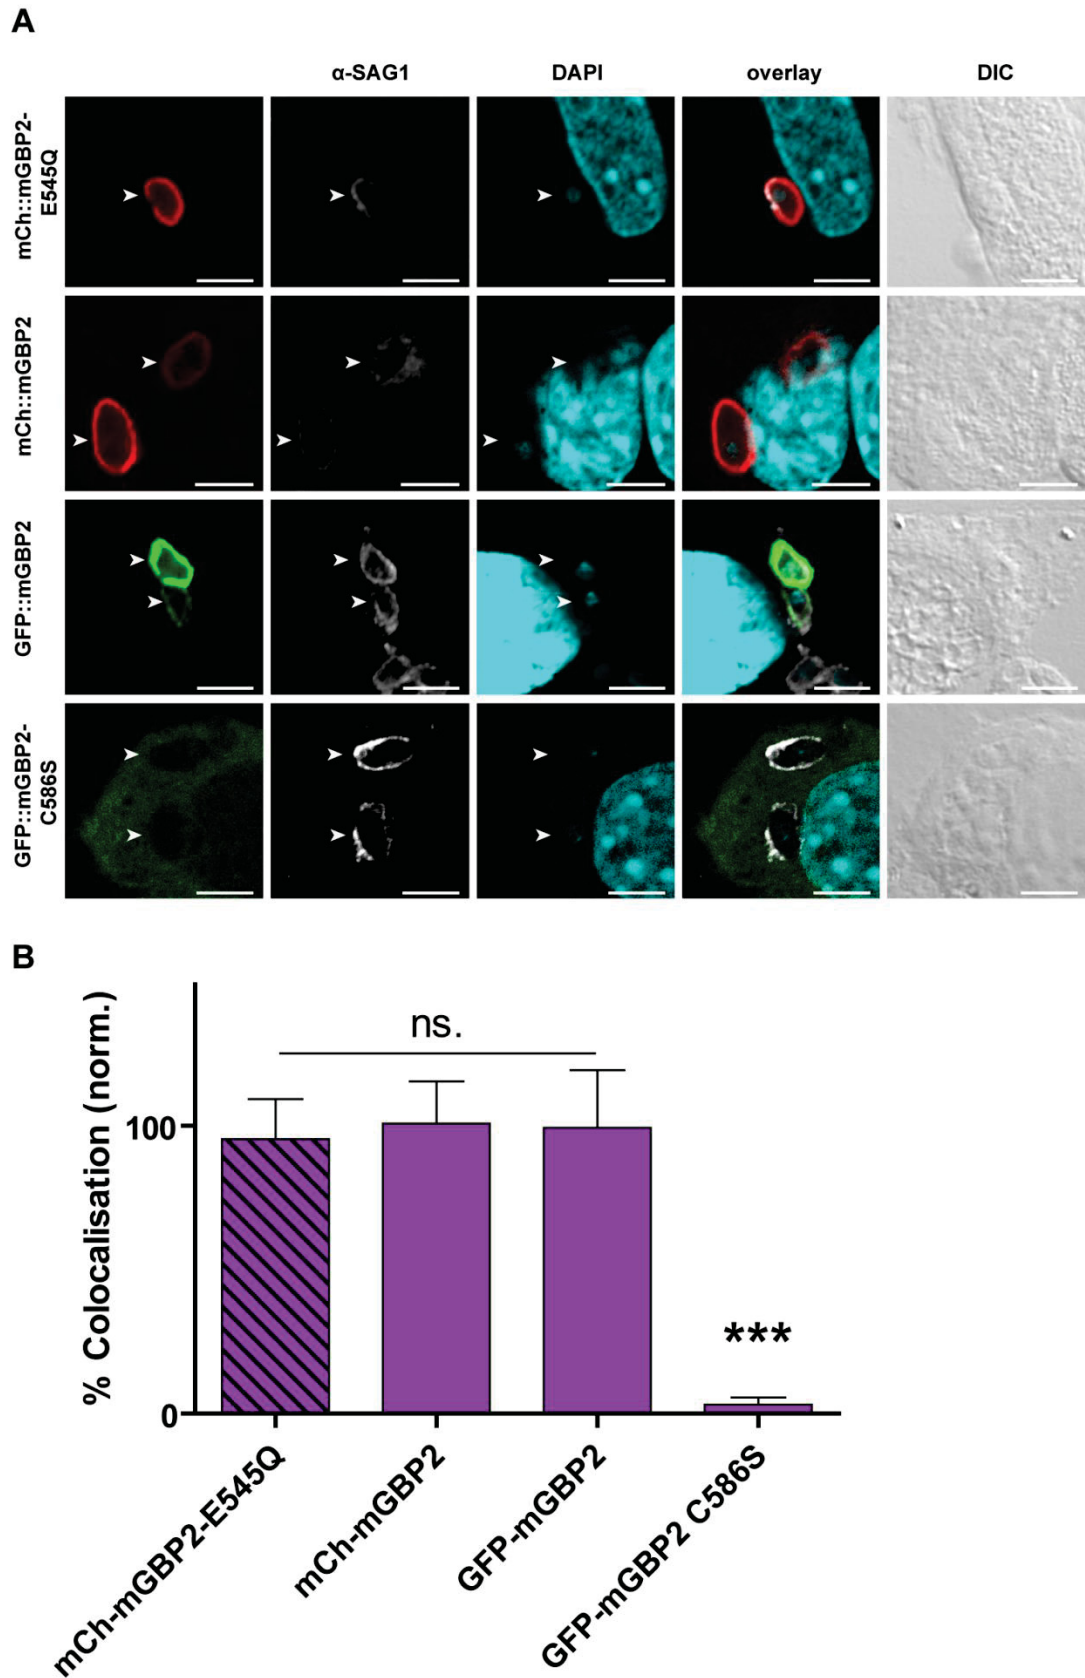 A
α-SAG1 DAPI overlay DIC
mCh::mGBP2-
E545Q
mCh::mGBP2
GFP::mGBP2
GFP::mGBP2-
C586S
B
% Colocalisation (norm.)
ns.
100
***
0
mCh-mGBP2-E545Q
mCh-mGBP2
GFP-mGBP2
GFP-mGBP2 C586S